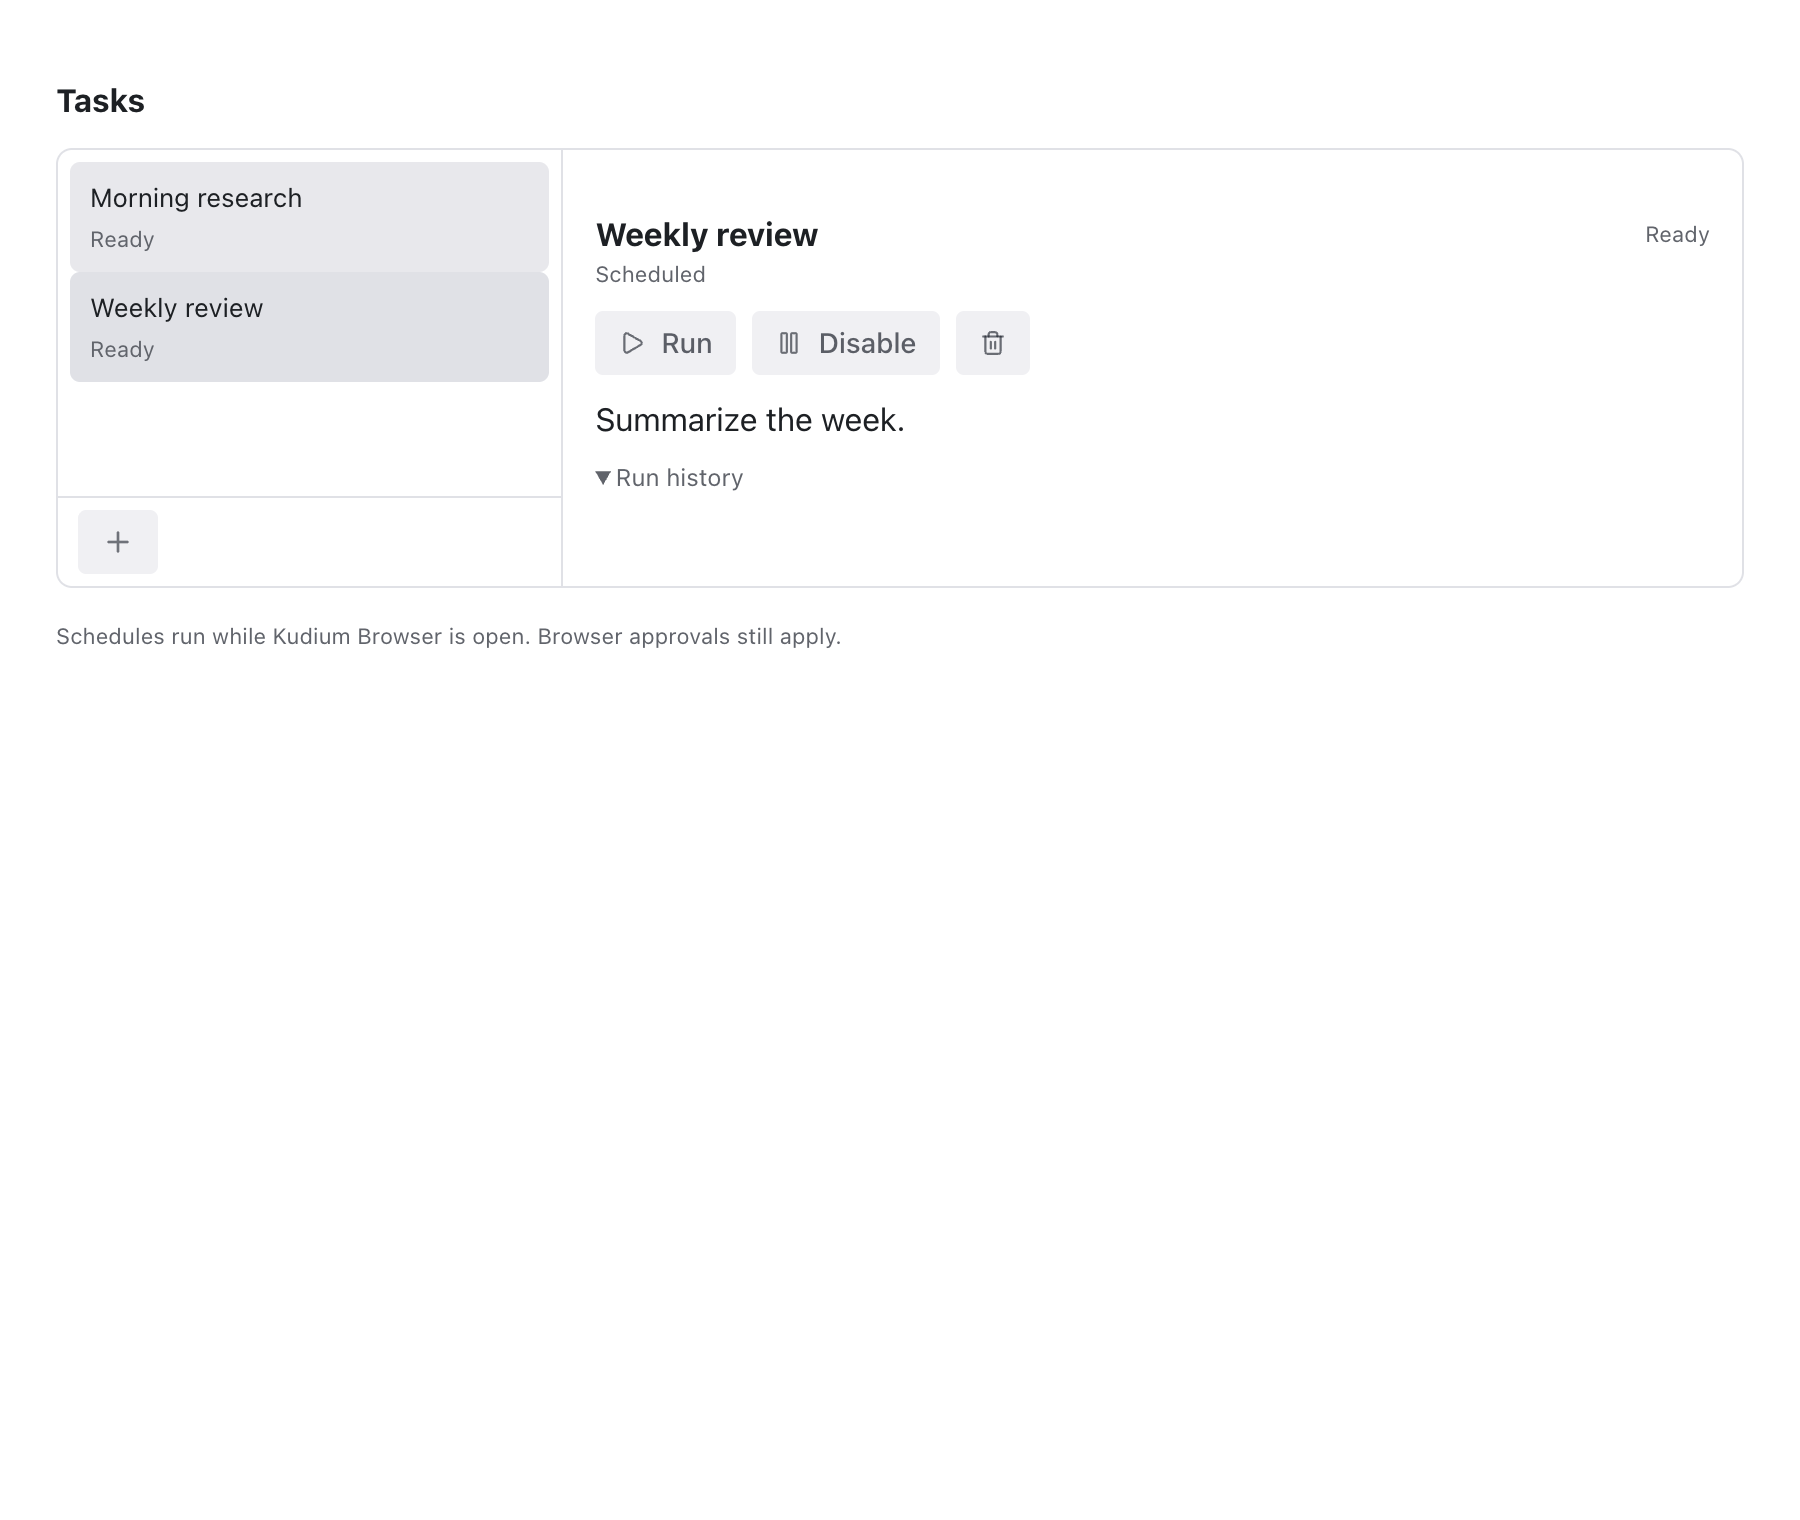 Tasks
Morning research
Ready
Weekly review
Ready
Weekly review
Ready
Scheduled
Run
Disable
Summarize the week.
Run history
Schedules run while Kudium Browser is open. Browser approvals still apply.